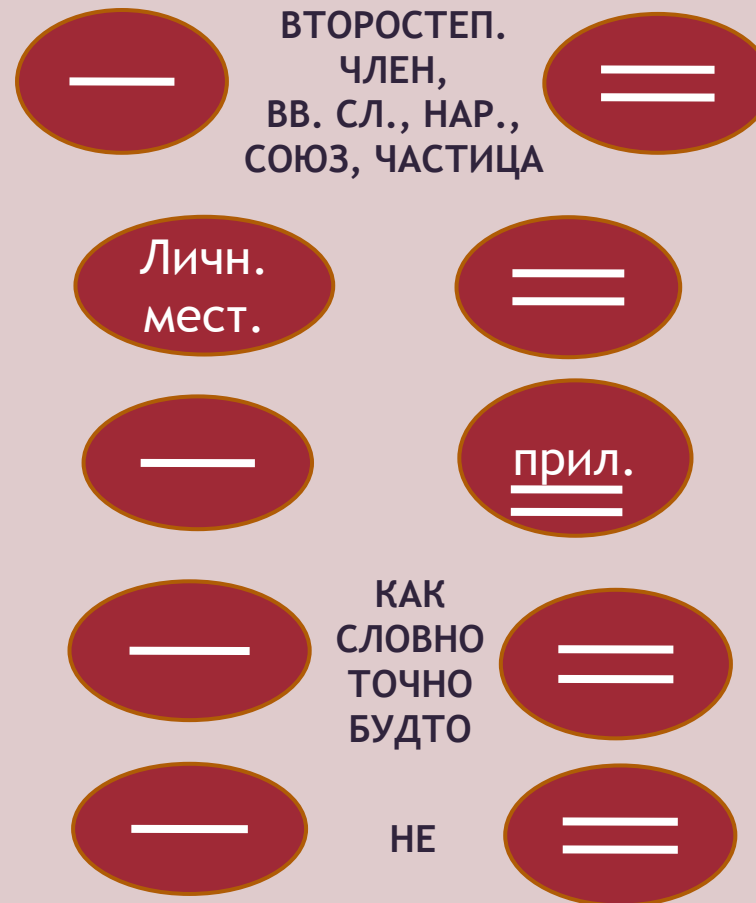 ВТОРОСТЕП.
ЧЛЕН,
ВВ. СЛ., НАР.,
СОЮЗ, ЧАСТИЦА
Личн.
мест.
прил.
КАК
СЛОВНО
ТОЧНО
БУДТО
НЕ